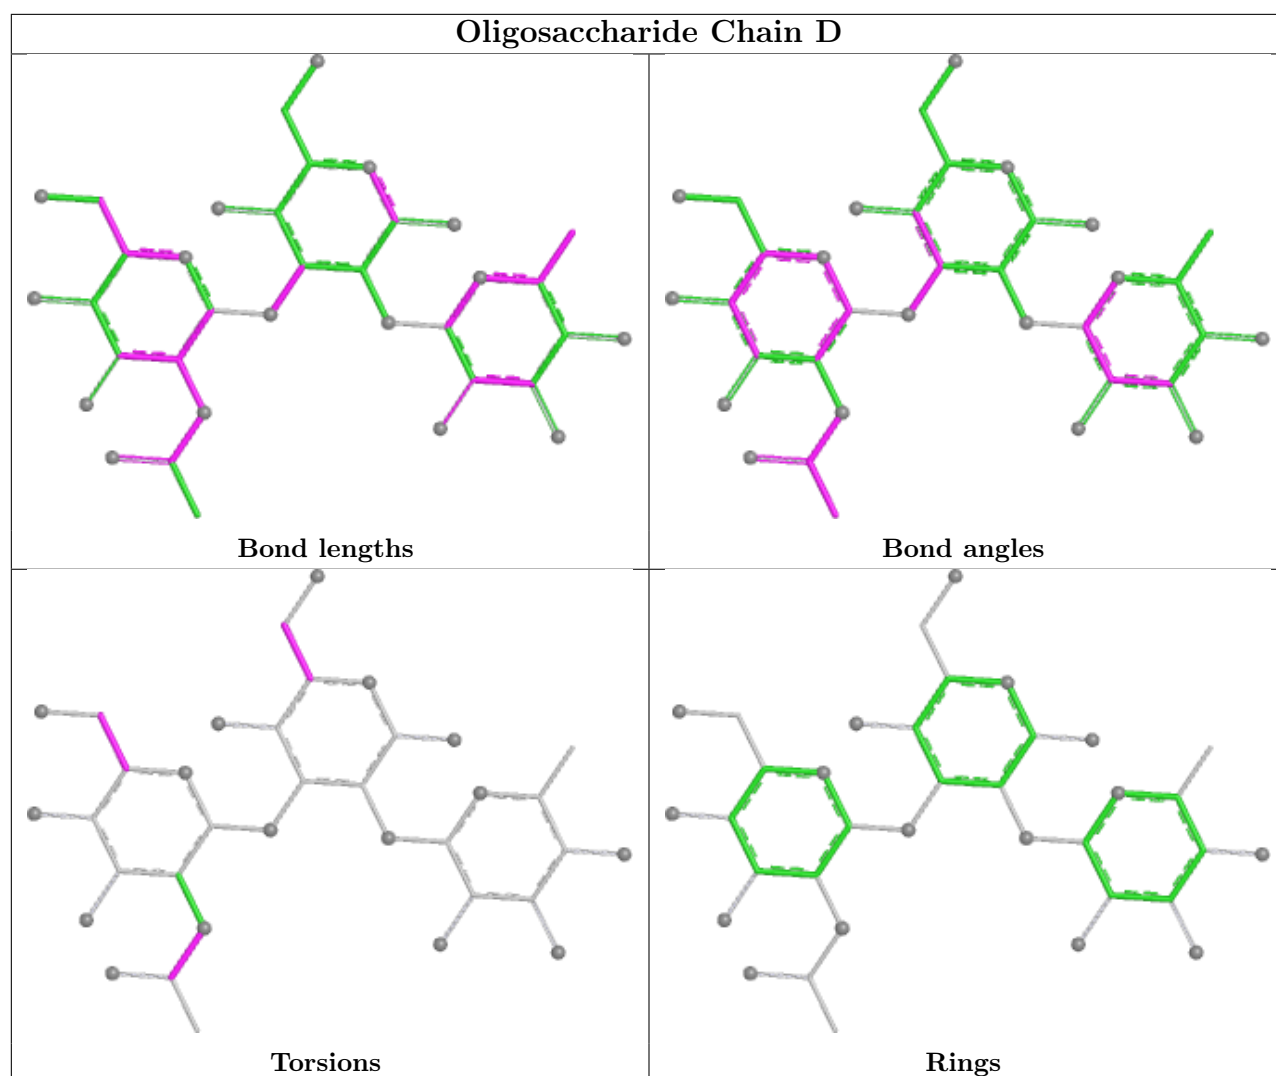 Oligosaccharide Chain D
Bond lengths
Bond angles
Torsions
Rings